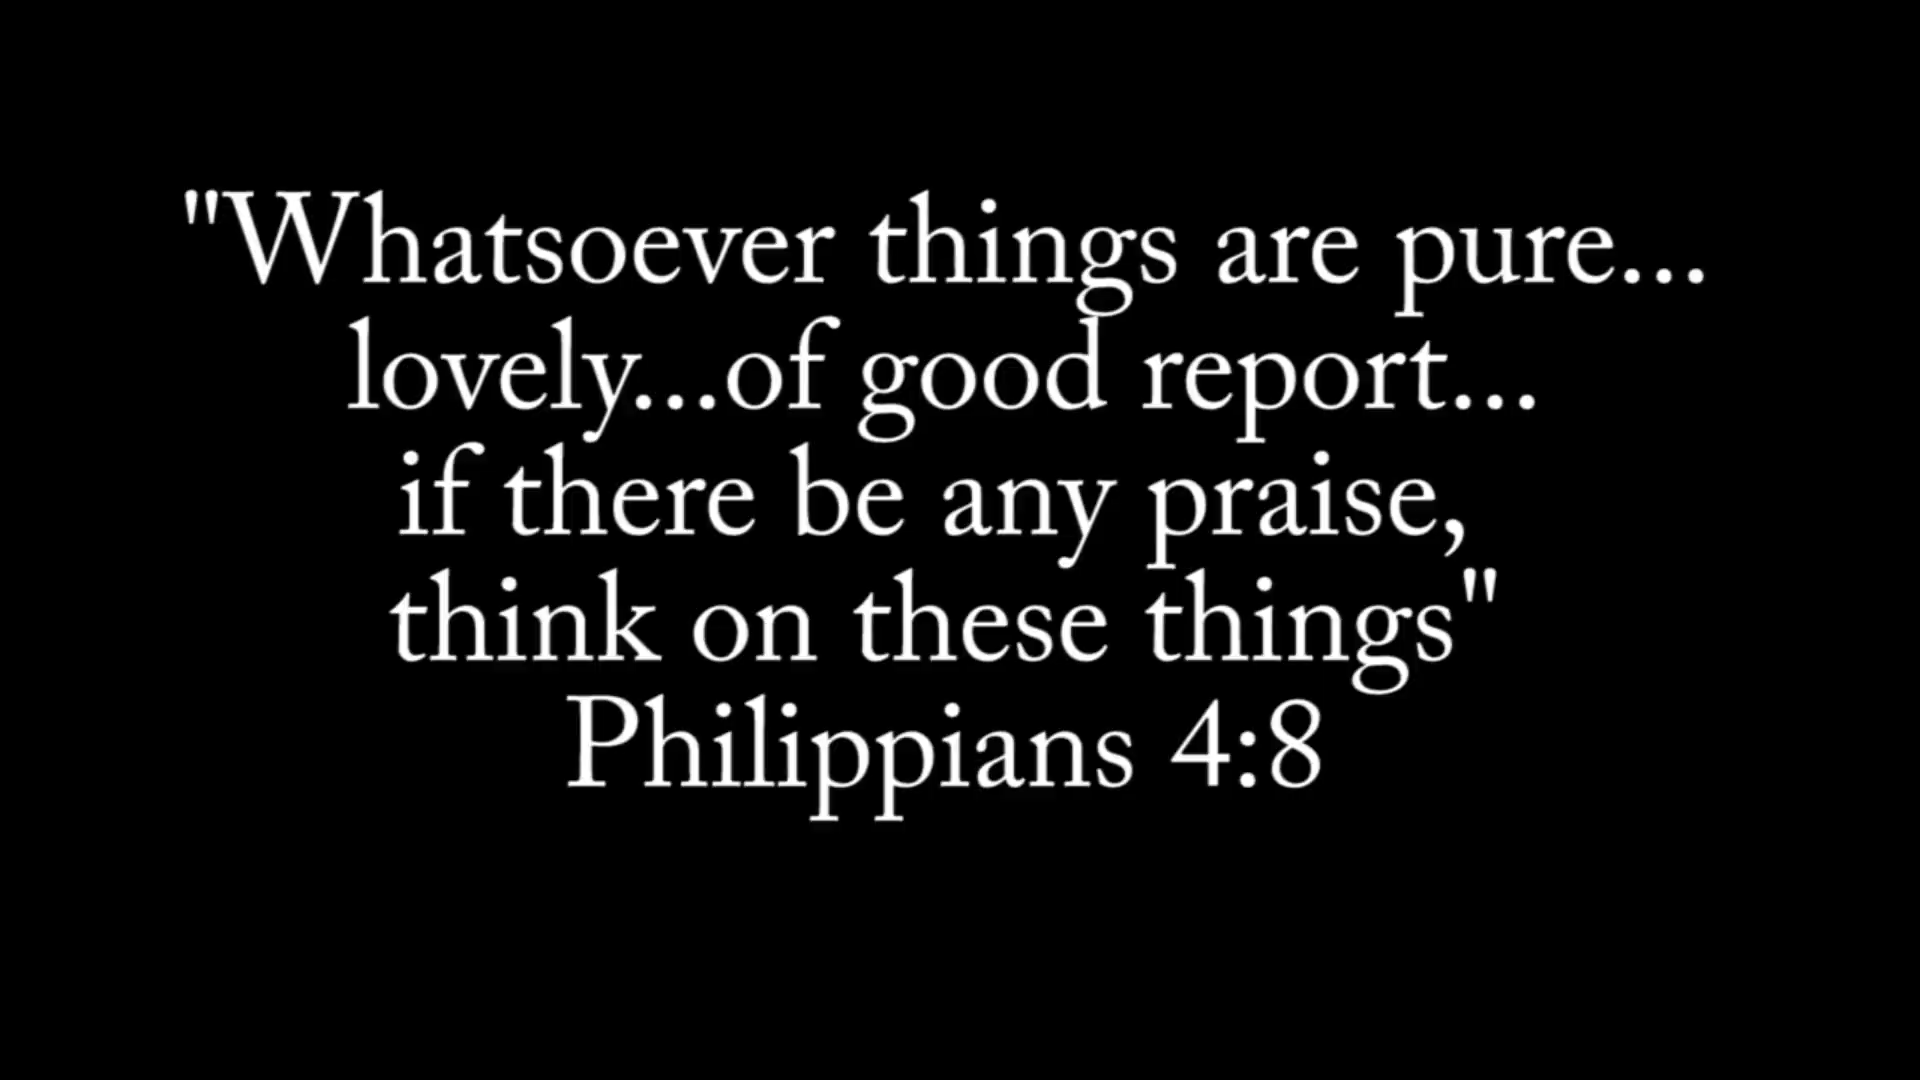 "Whatsoever things are pure...
lovely...of good report...
if there be any praise,
think on these things"
Philippians 4:8